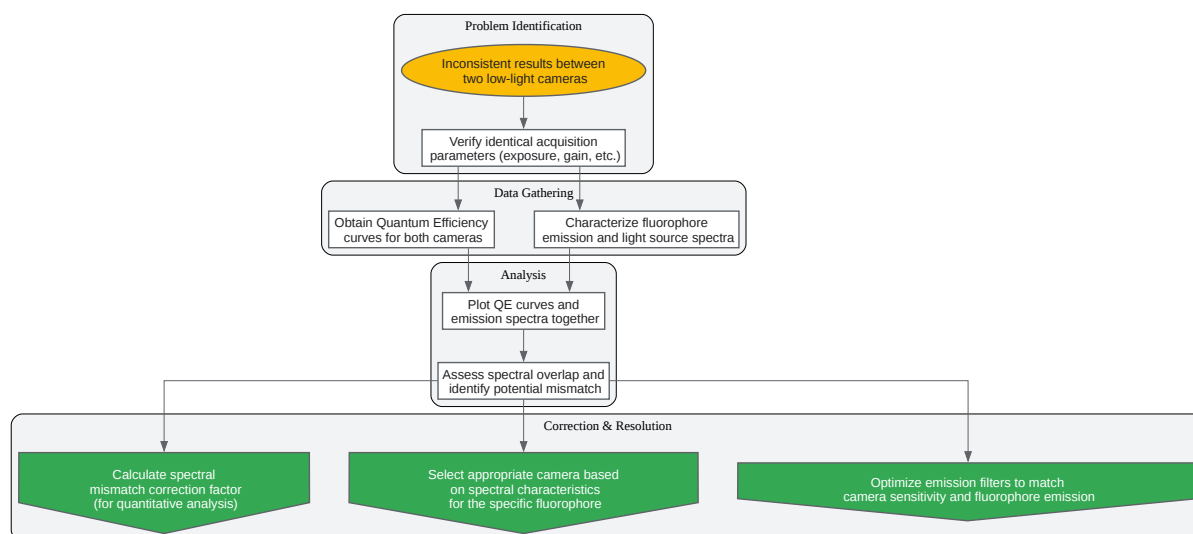 Problem Identification
Inconsistent results between
two low-light cameras
Verify identical acquisition
parameters (exposure, gain, etc.)
Data Gathering
Obtain Quantum Efficiency
curves for both cameras
Characterize fluorophore
emission and light source spectra
Analysis
Plot QE curves and
emission spectra together
Assess spectral overlap and
identify potential mismatch
Correction & Resolution
Calculate spectral
mismatch correction factor
(for quantitative analysis)
Select appropriate camera based
on spectral characteristics
for the specific fluorophore
Optimize emission filters to match
camera sensitivity and fluorophore emission